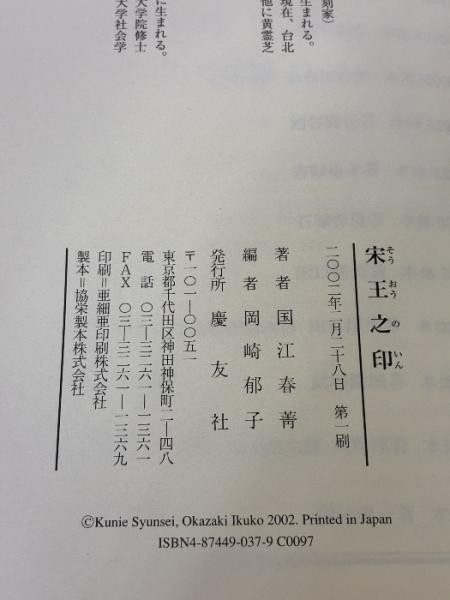 刻家）
生まれる。
現在、台北
他に黄霊芝
に生まれる。
大学院修士
大学社会学
宋王之印
そうおうのいん
二〇〇二年二月二十八日 第一刷
著者 国江春菁
編者 岡崎郁子
発行所 慶友社
〒一〇一―〇〇五一
東京都千代田区神田神保町二―四八
電話 〇三―三二六一―一三六一
ＦＡＸ 〇三―三二六一―一三六九
印刷＝亜細亜印刷株式会社
製本＝協栄製本株式会社
©Kunie Syunsei, Okazaki Ikuko 2002. Printed in Japan
ISBN4-87449-037-9 C0097